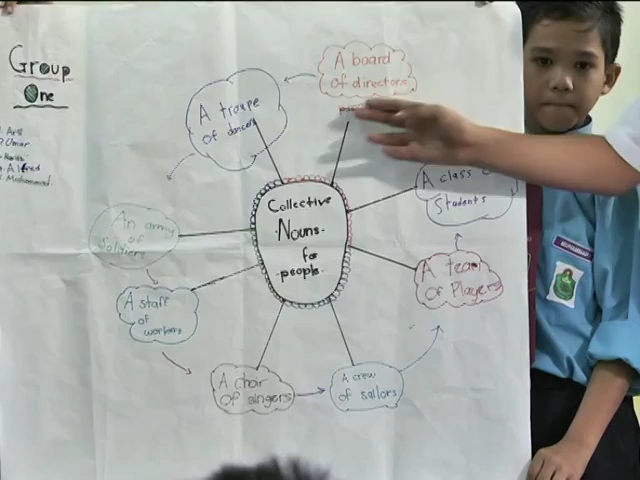 Group
One
Umar
Alfred
Mohammad
A board
of directors
A troupe
of dancers
Collective
Nouns
for
people
A class
Students
An army
of
Soldiers
A team
Of Players
A staff
of
workers
A choir
of singers
A crew
of sailors